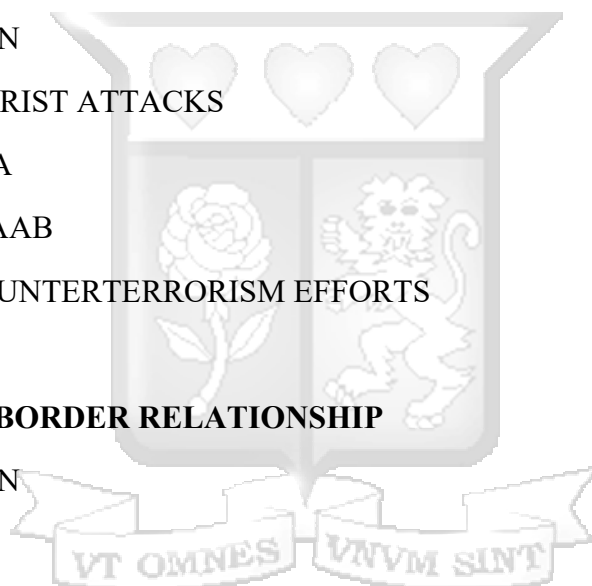 N
RIST ATTACKS
A
AAB
UNTERTERRORISM EFFORTS
BORDER RELATIONSHIP
N
VT OMNES VNVM SINT